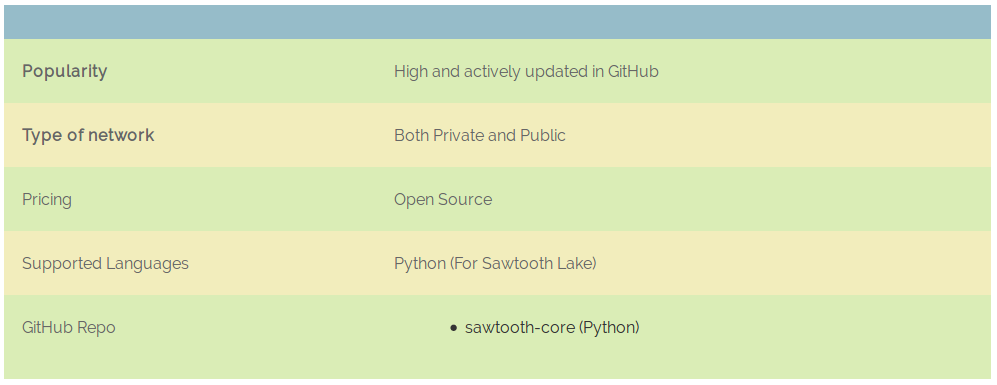 Popularity High and actively updated in GitHub
Type of network Both Private and Public
Pricing Open Source
Supported Languages Python (For Sawtooth Lake)
GitHub Repo • sawtooth-core (Python)